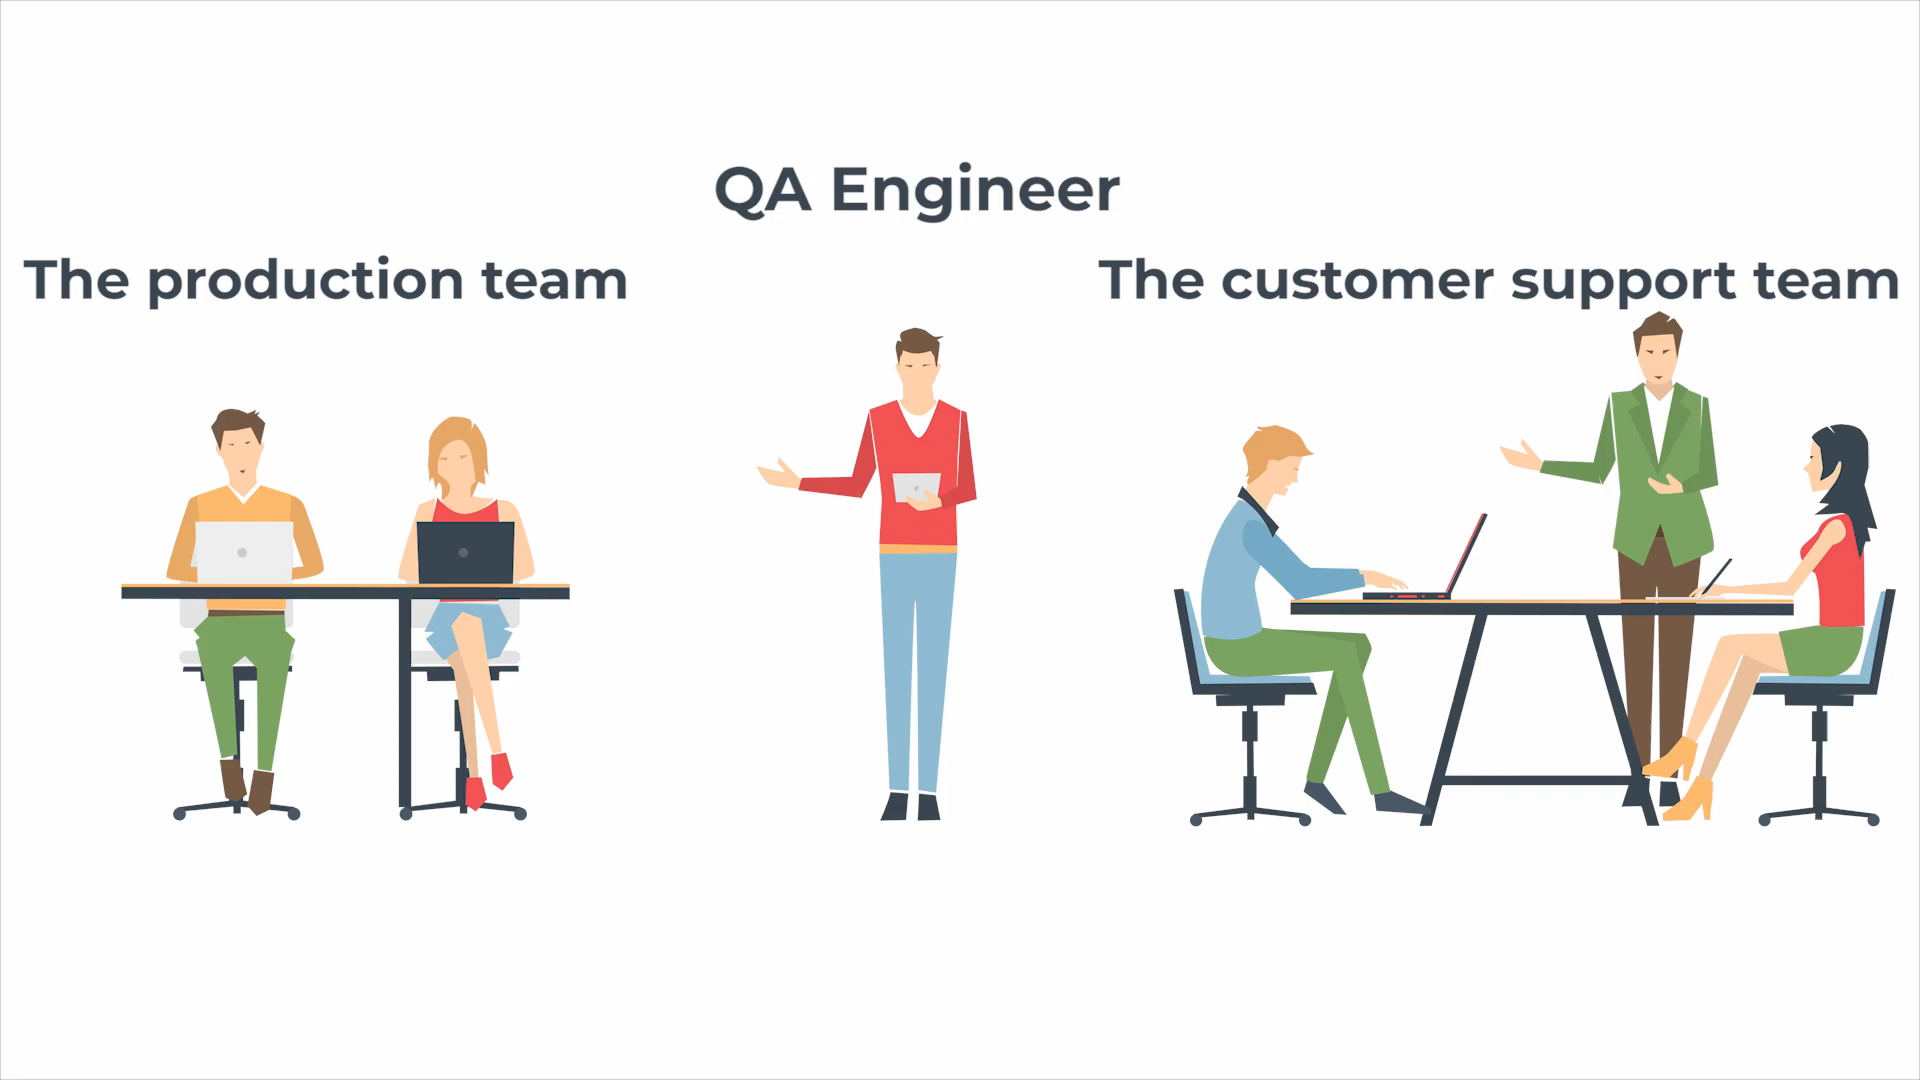 QA Engineer
The production team
The customer support team